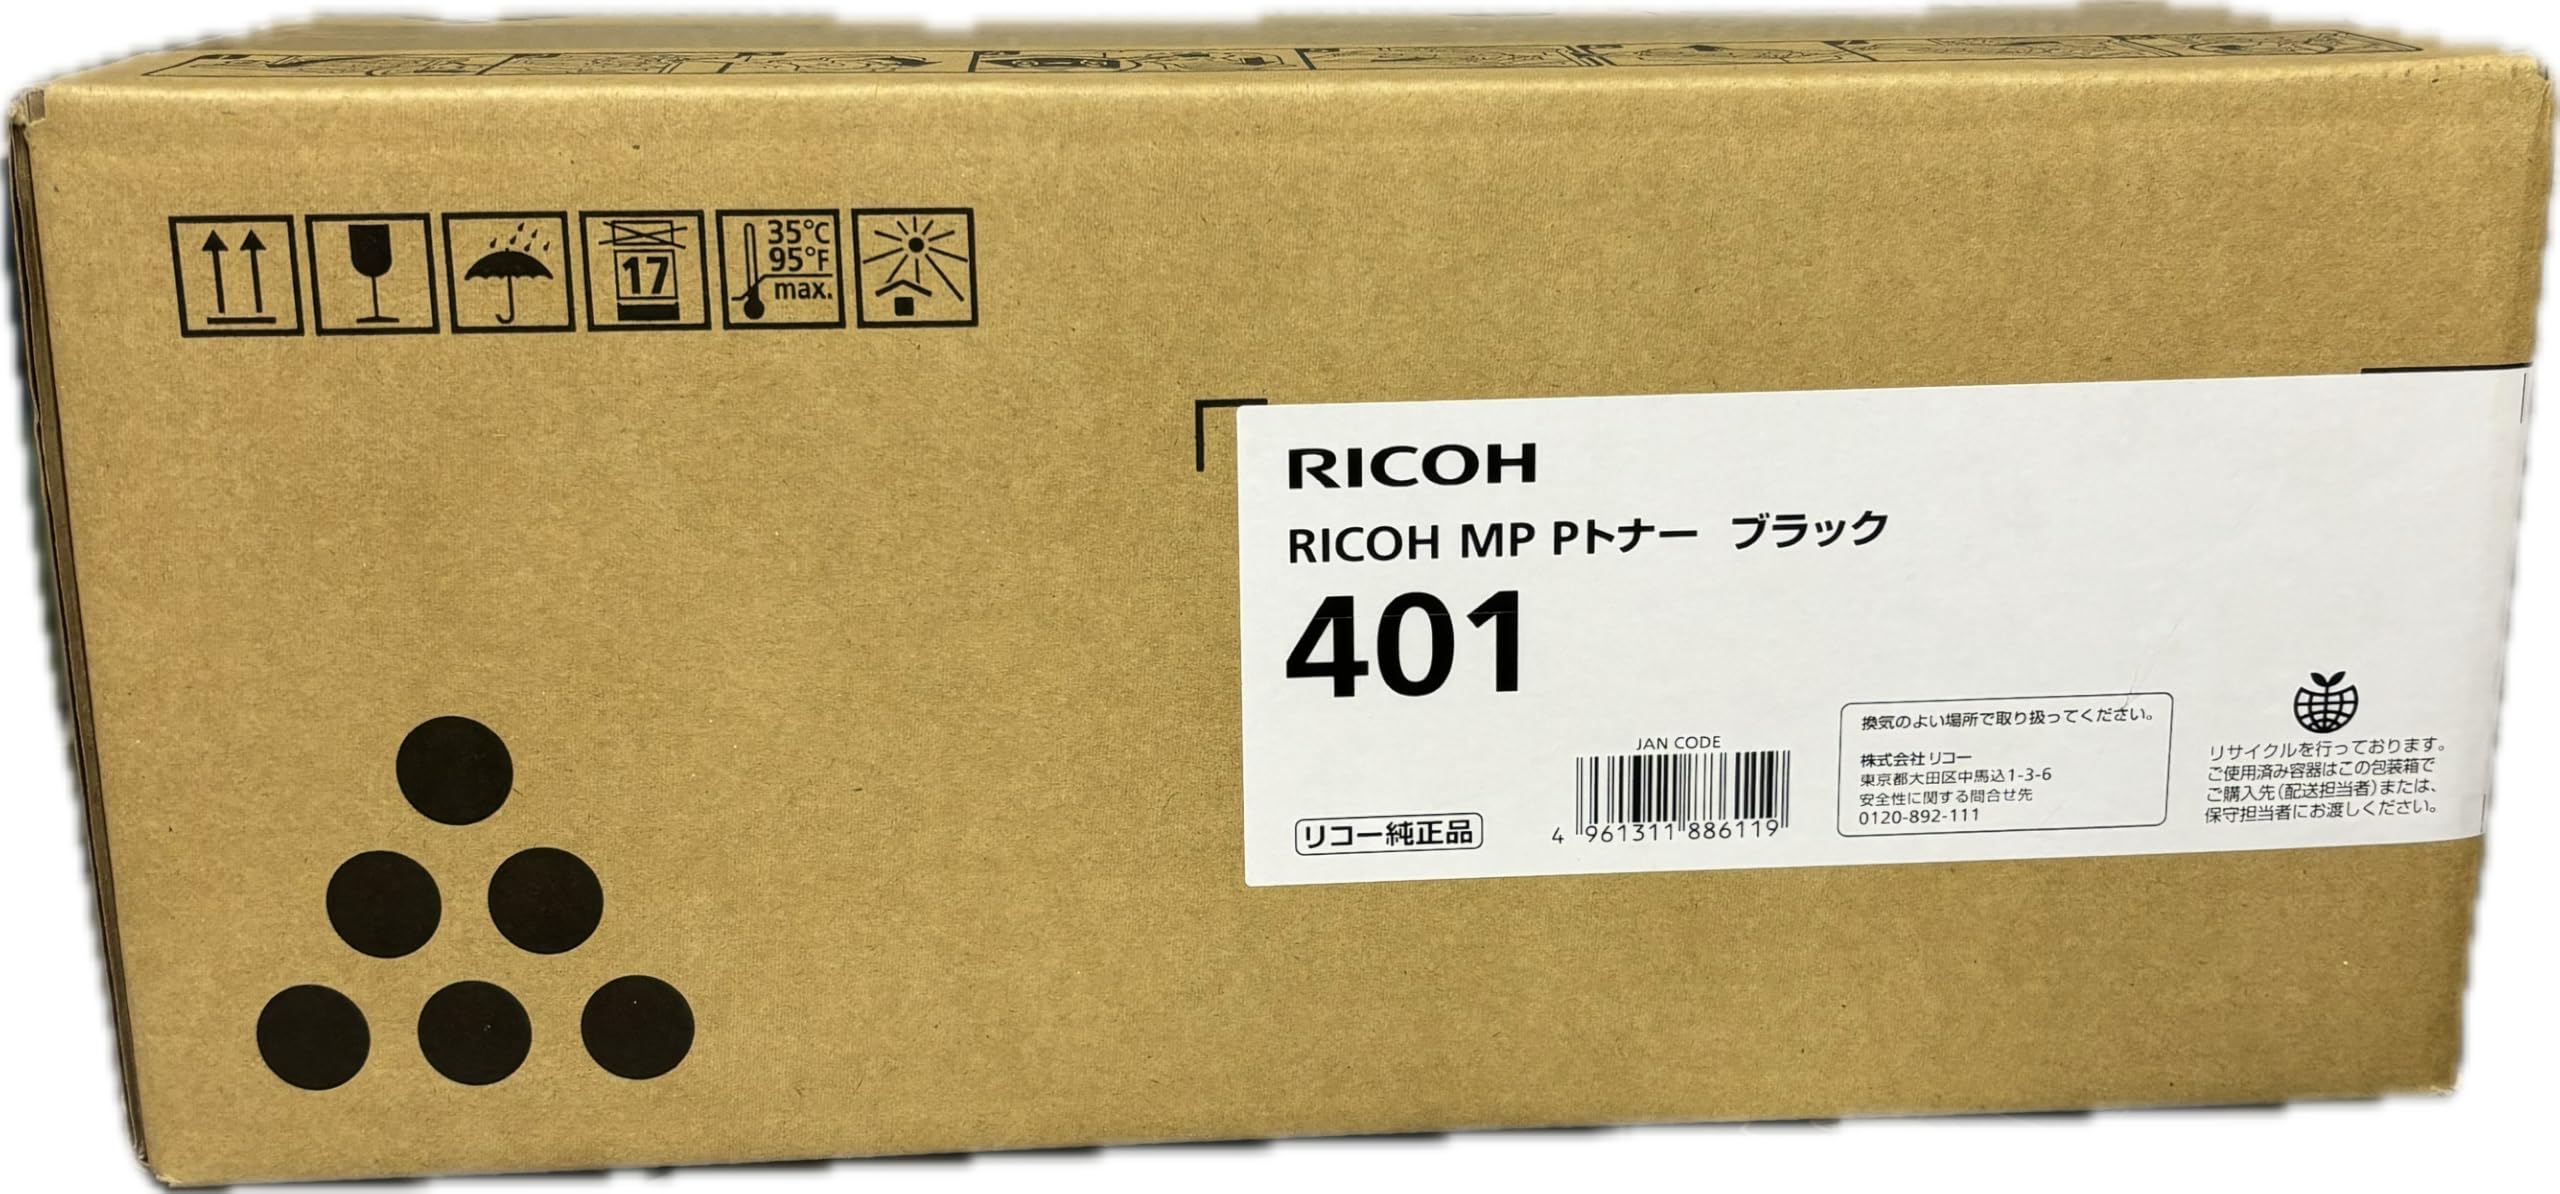 17
35°C
95°F
max.
RICOH
RICOH MP Pトナー ブラック
401
リコー純正品
JAN CODE
4 961311 886119
換気のよい場所で取り扱ってください。
株式会社リコー
東京都大田区中馬込1-3-6
安全性に関する問合せ先
0120-892-111
リサイクルを行っております。
ご使用済み容器はこの包装箱で
ご購入先(配送担当者)または、
保守担当者にお渡しください。